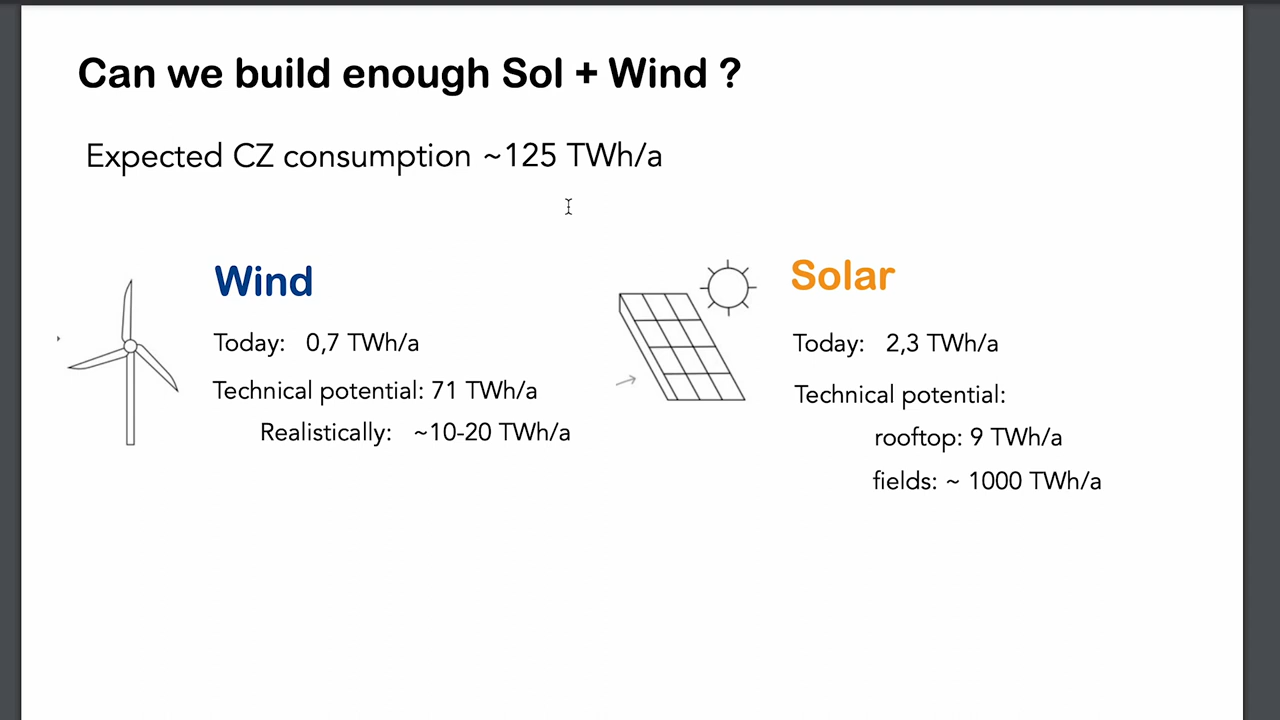 Can we build enough Sol + Wind ?
Expected CZ consumption ~125 TWh/a
Wind
Today: 0,7 TWh/a
Technical potential: 71 TWh/a
Realistically: ~10-20 TWh/a
Solar
Today: 2,3 TWh/a
Technical potential:
rooftop: 9 TWh/a
fields: ~ 1000 TWh/a